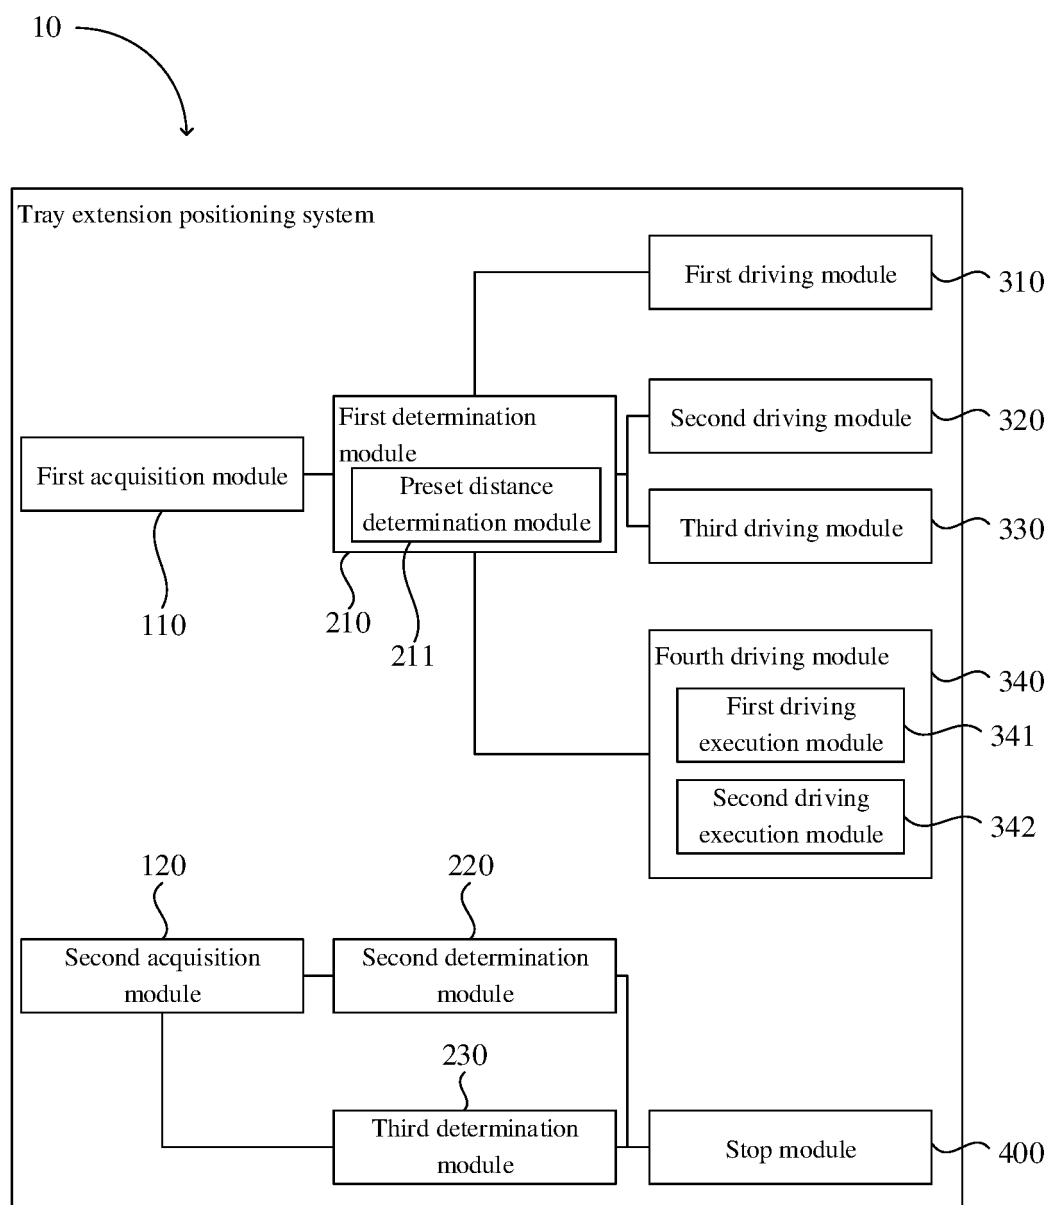 10
Tray extension positioning system
First driving module
310
First determination
module
Second driving module
320
First acquisition module
Preset distance
determination module
Third driving module
330
110
210
211
Fourth driving module
340
First driving
execution module
341
Second driving
execution module
342
120
220
Second acquisition
module
Second determination
module
230
Third determination
module
Stop module
400